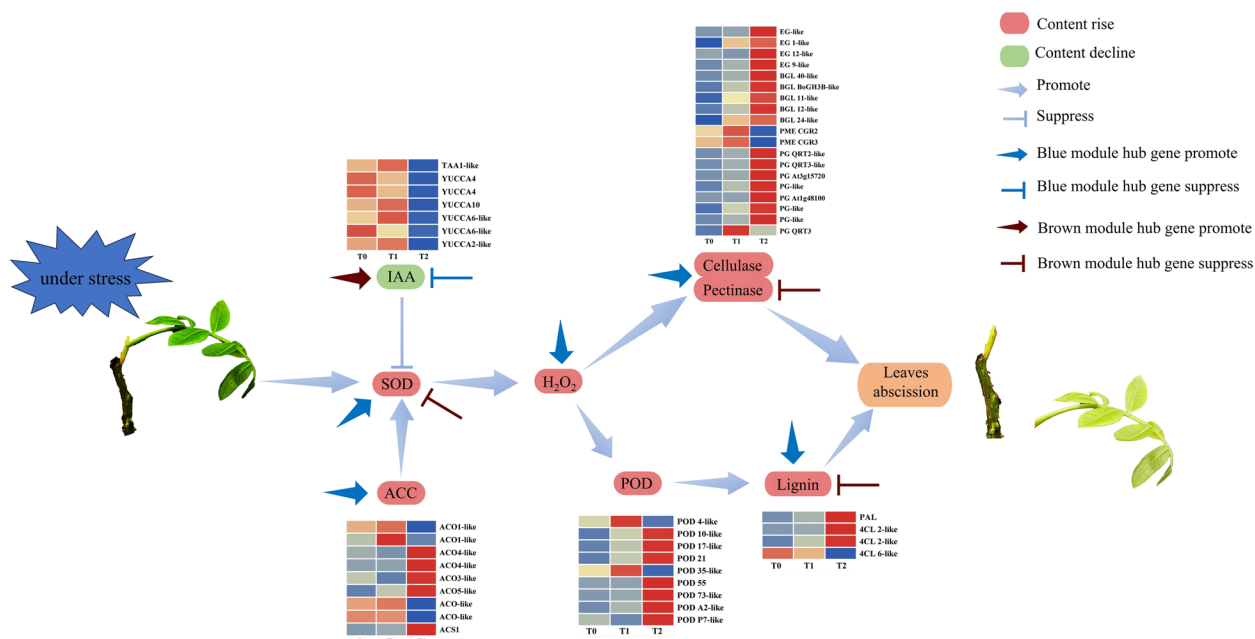 EG-like
EG 1-like
EG 12-like
EG 9-like
BGL 40-like
BGL BoGH3B-like
BGL 11-like
BGL 12-like
BGL 24-like
PME CGR2
PME CGR3
PG QRT2-like
PG QRT3-like
PG At3g15720
PG-like
PG At1g48100
PG-like
PG-like
PG QRT3
T0 T1 T2
Content rise
Content decline
Promote
Suppress
Blue module hub gene promote
Blue module hub gene suppress
Brown module hub gene promote
Brown module hub gene suppress
TAA1-like
YUCCA4
YUCCA4
YUCCA10
YUCCA6-like
YUCCA6-like
YUCCA2-like
T0 T1 T2
under stress
IAA
Cellulase
Pectinase
SOD
H₂O₂
Leaves
abscission
ACC
POD
Lignin
ACO1-like
ACO1-like
ACO4-like
ACO4-like
ACO3-like
ACO5-like
ACO-like
ACO-like
ACS1
POD 4-like
POD 10-like
POD 17-like
POD 21
POD 35-like
POD 55
POD 73-like
POD A2-like
POD P7-like
T0 T1 T2
PAL
4CL 2-like
4CL 2-like
4CL 6-like
T0 T1 T2